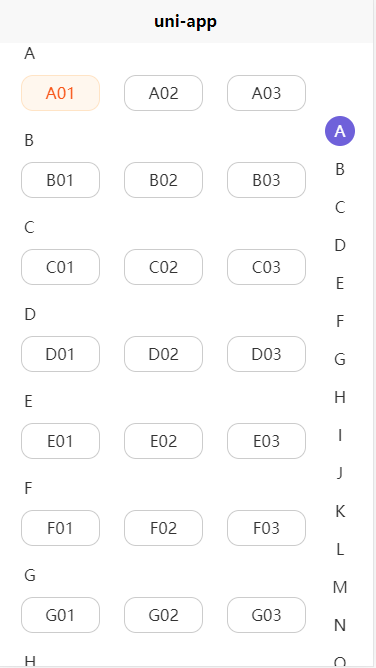 uni-app
A
A01 A02 A03
B
B01 B02 B03
C
C01 C02 C03
D
D01 D02 D03
E
E01 E02 E03
F
F01 F02 F03
G
G01 G02 G03
H
A
B
C
D
E
F
G
H
I
J
K
L
M
N
O